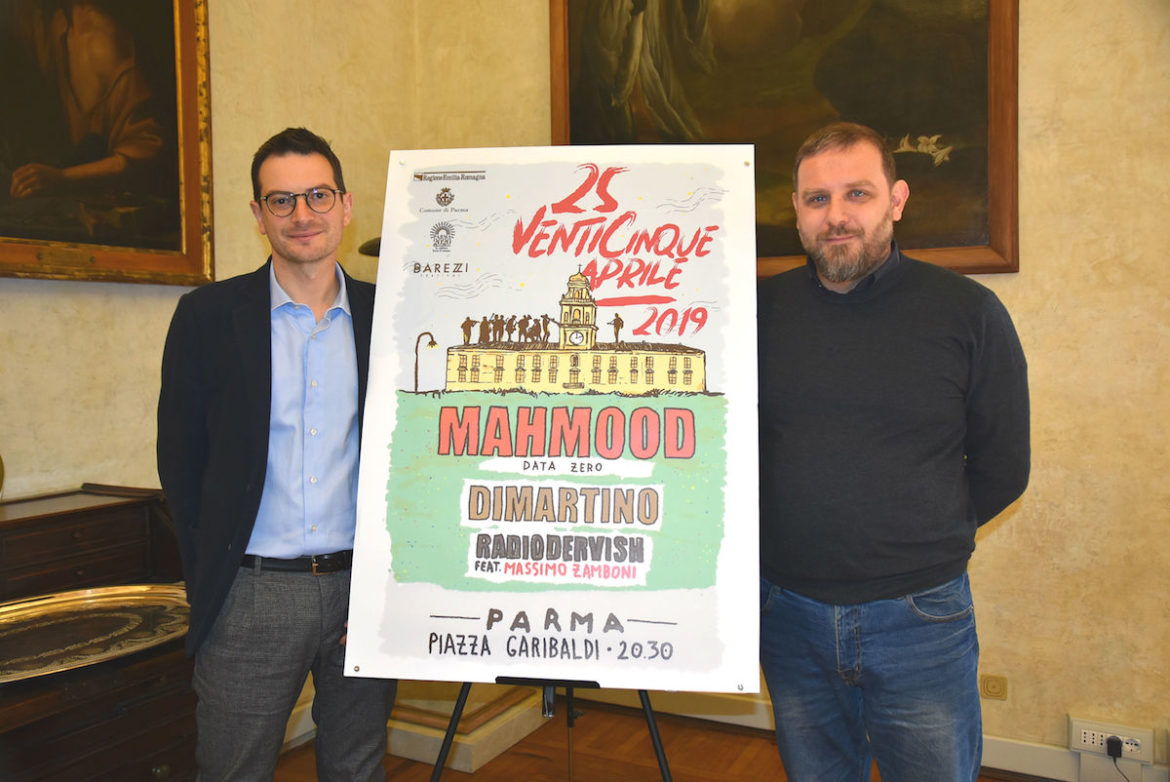 Regione Emilia Romagna
Comune di Parma
BAREZZI
FESTIVAL
25
VENTICINQUE
APRILE
2019
MAHMOOD
DATA ZERO
DIMARTINO
RADIODERVISH
FEAT. MASSIMO ZAMBONI
PARMA
PIAZZA GARIBALDI · 20.30